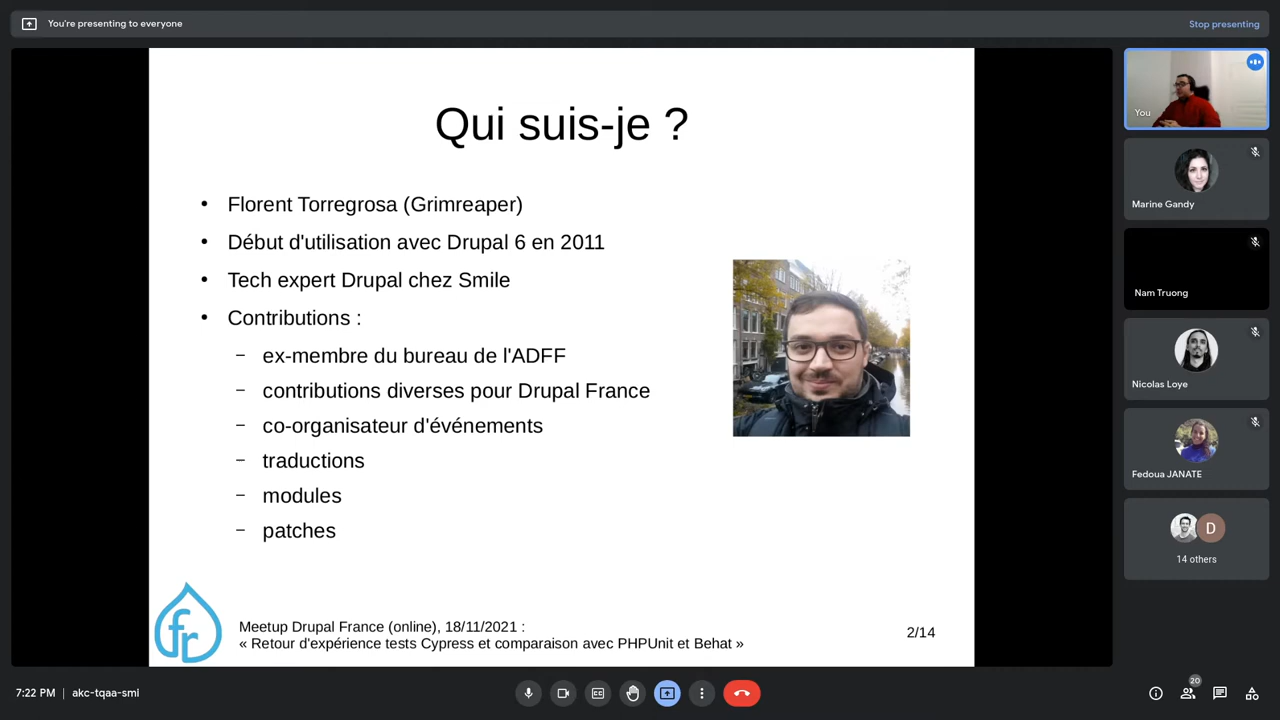 You're presenting to everyone
Stop presenting
Qui suis-je ?
• Florent Torregrosa (Grimreaper)
• Début d'utilisation avec Drupal 6 en 2011
• Tech expert Drupal chez Smile
• Contributions :
– ex-membre du bureau de l'ADFF
– contributions diverses pour Drupal France
– co-organisateur d'événements
– traductions
– modules
– patches
fr
Meetup Drupal France (online), 18/11/2021 :
« Retour d'expérience tests Cypress et comparaison avec PHPUnit et Behat »
2/14
You
Marine Gandy
Nam Truong
Nicolas Loye
Fedoua JANATE
D
14 others
7:22 PM | akc-tqaa-smi
CC
20